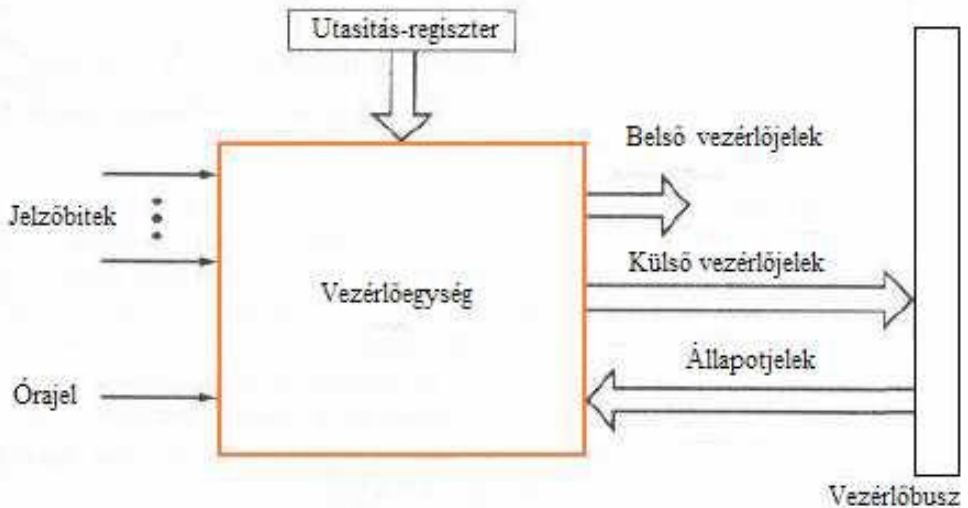 Utasítás-regiszter
Belső vezérlőjelek
Jelzőbitek
Külső vezérlőjelek
Vezérlőegység
Állapotjelek
Órajel
Vezérlőbusz